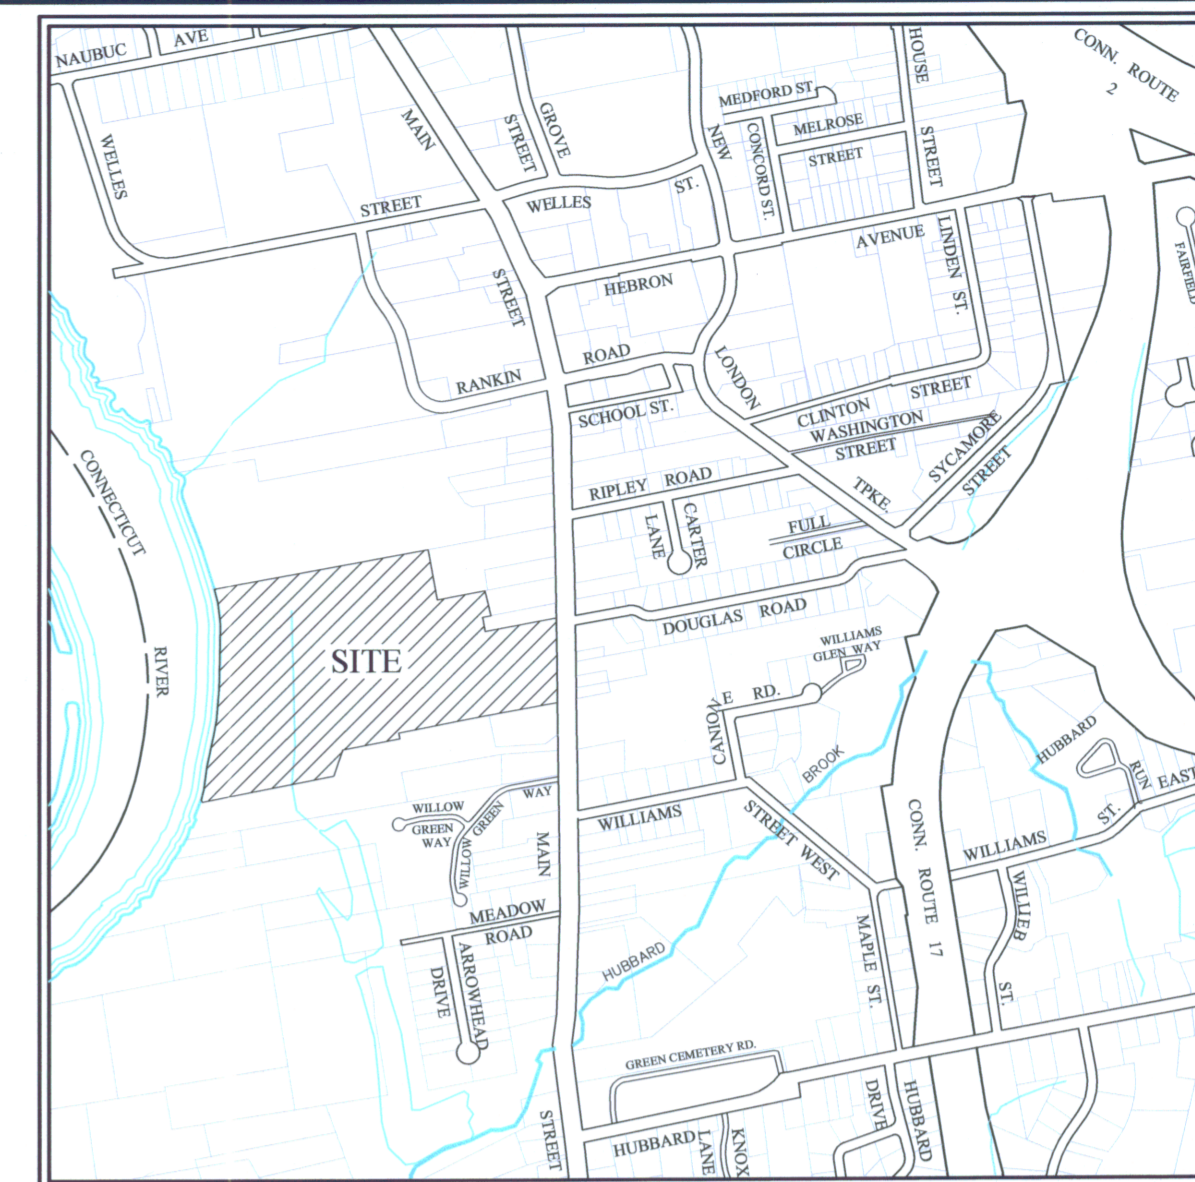 NAUBUC AVE
WELLES
STREET
MAIN
STREET
GROVE
STREET
WELLES ST.
NEW
LONDON
TPKE.
MEDFORD ST.
CONCORD ST.
MELROSE
STREET
HOUSE
STREET
CONN. ROUTE
2
FAIRFIELD
HEBRON
AVENUE
LINDEN ST.
RANKIN
ROAD
SCHOOL ST.
CLINTON
STREET
WASHINGTON
STREET
SYCAMORE
STREET
RIPLEY ROAD
CARTER
LANE
FULL
CIRCLE
DOUGLAS ROAD
CONNECTICUT
RIVER
SITE
WILLIAMS
GLEN WAY
E RD.
BROOK
HUBBARD
HUBBARD
RUN
EAST
WILLIAMS ST.
WILLIAMS
STREET WEST
WILLOW
GREEN
WAY
WILLOW
GREEN
WAY
MAIN
STREET
MEADOW
ROAD
ARROWHEAD
DRIVE
MAPLE ST.
CONN. ROUTE 17
ST.
GREEN CEMETERY RD.
HUBBARD
KNOX
LANE
HUBBARD
DRIVE